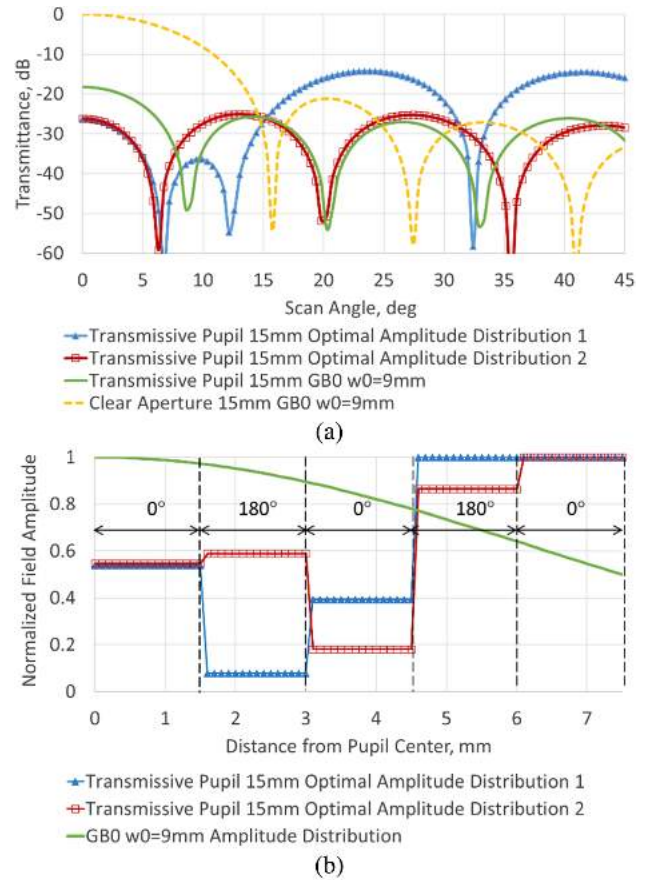 0
-10
-20
-30
-40
-50
-60
Transmittance, dB
0 5 10 15 20 25 30 35 40 45
Scan Angle, deg
Transmissive Pupil 15mm Optimal Amplitude Distribution 1
Transmissive Pupil 15mm Optimal Amplitude Distribution 2
Transmissive Pupil 15mm GB0 w0=9mm
Clear Aperture 15mm GB0 w0=9mm
(a)
1
0.8
0.6
0.4
0.2
0
Normalized Field Amplitude
0° 180° 0° 180° 0°
0 1 2 3 4 5 6 7
Distance from Pupil Center, mm
Transmissive Pupil 15mm Optimal Amplitude Distribution 1
Transmissive Pupil 15mm Optimal Amplitude Distribution 2
GB0 w0=9mm Amplitude Distribution
(b)